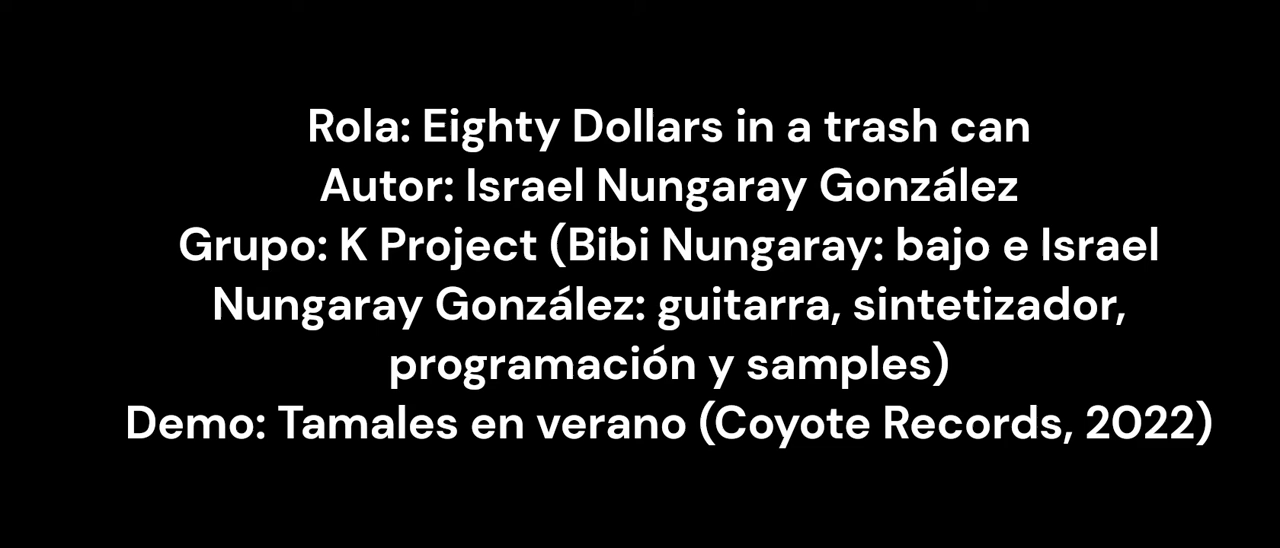 Rola: Eighty Dollars in a trash can
Autor: Israel Nungaray González
Grupo: K Project (Bibi Nungaray: bajo e Israel
Nungaray González: guitarra, sintetizador,
programación y samples)
Demo: Tamales en verano (Coyote Records, 2022)